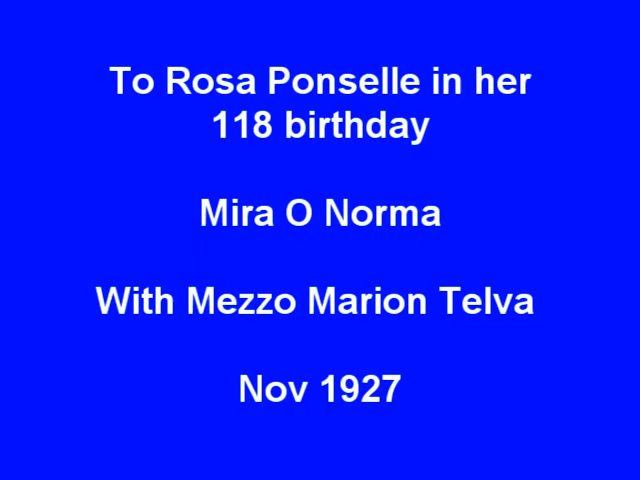 To Rosa Ponselle in her
118 birthday
Mira O Norma
With Mezzo Marion Telva
Nov 1927